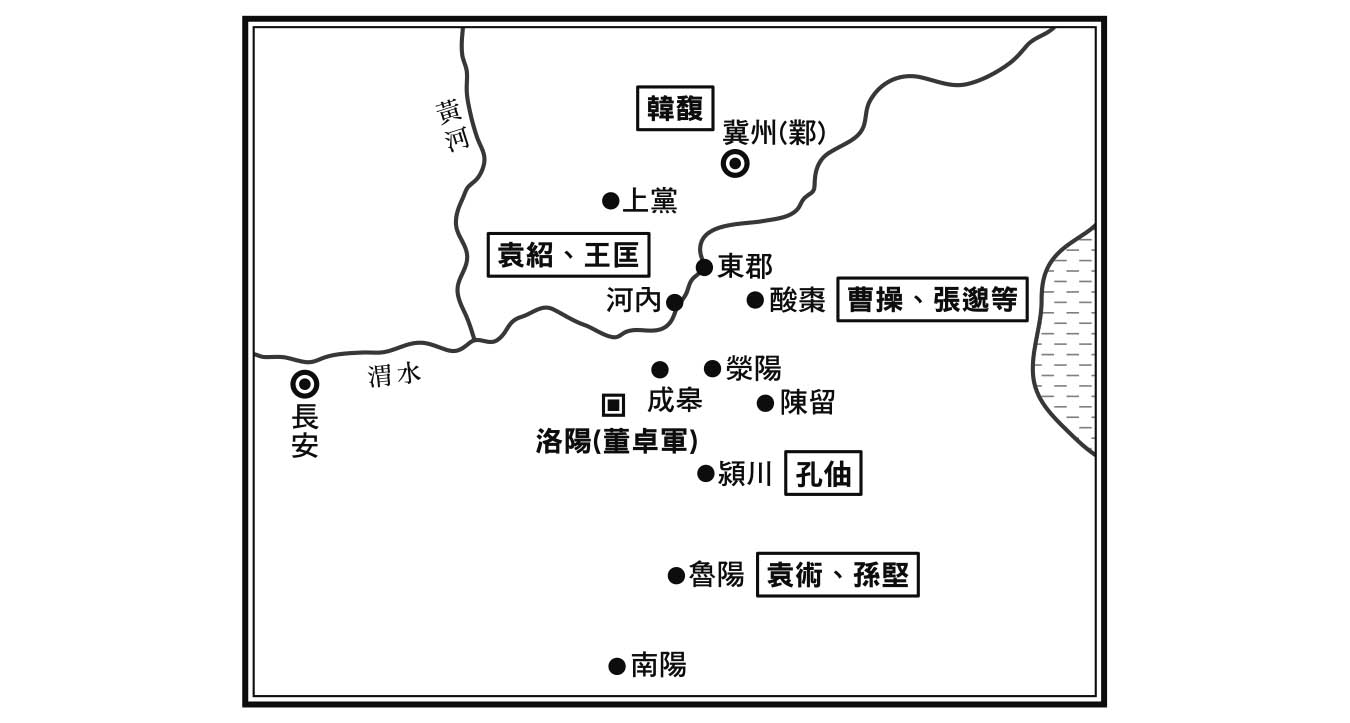 黃河
韓馥
冀州(鄴)
上黨
袁紹、王匡
東郡
河內
酸棗
曹操、張邈等
渭水
長安
成皋
滎陽
陳留
洛陽(董卓軍)
潁川
孔伷
魯陽
袁術、孫堅
南陽